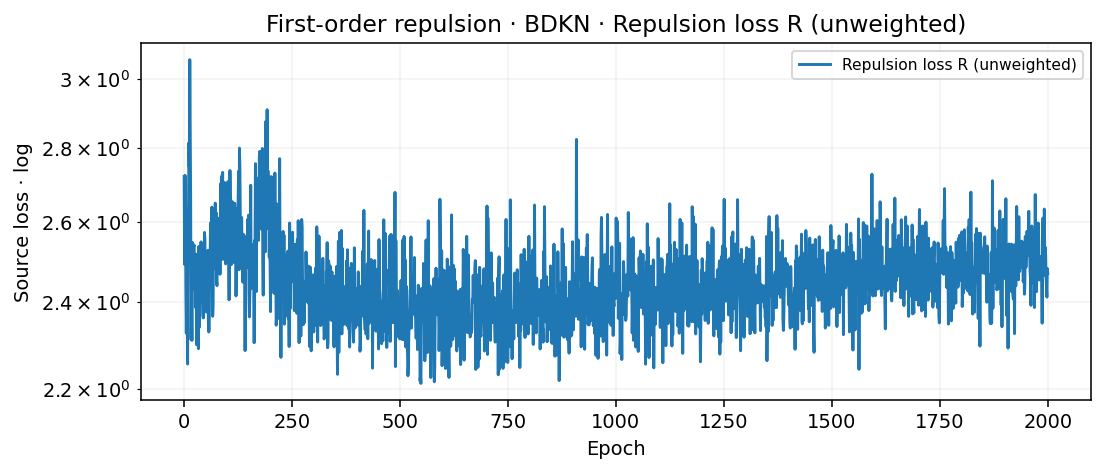 First-order repulsion · BDKN · Repulsion loss R (unweighted)
Repulsion loss R (unweighted)
Source loss · log
3 × 10⁰
2.8 × 10⁰
2.6 × 10⁰
2.4 × 10⁰
2.2 × 10⁰
0 250 500 750 1000 1250 1500 1750 2000
Epoch